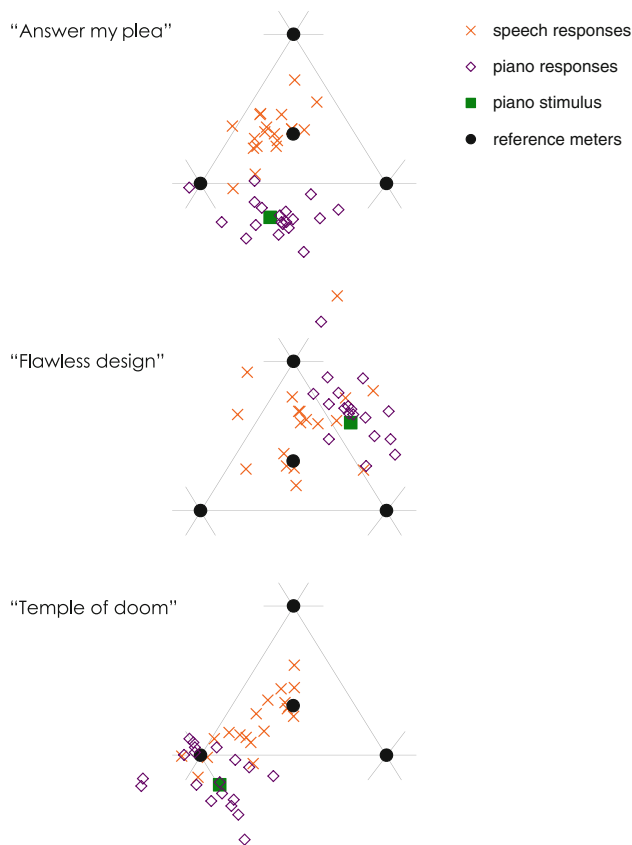 “Answer my plea”
speech responses
piano responses
piano stimulus
reference meters
“Flawless design”
“Temple of doom”